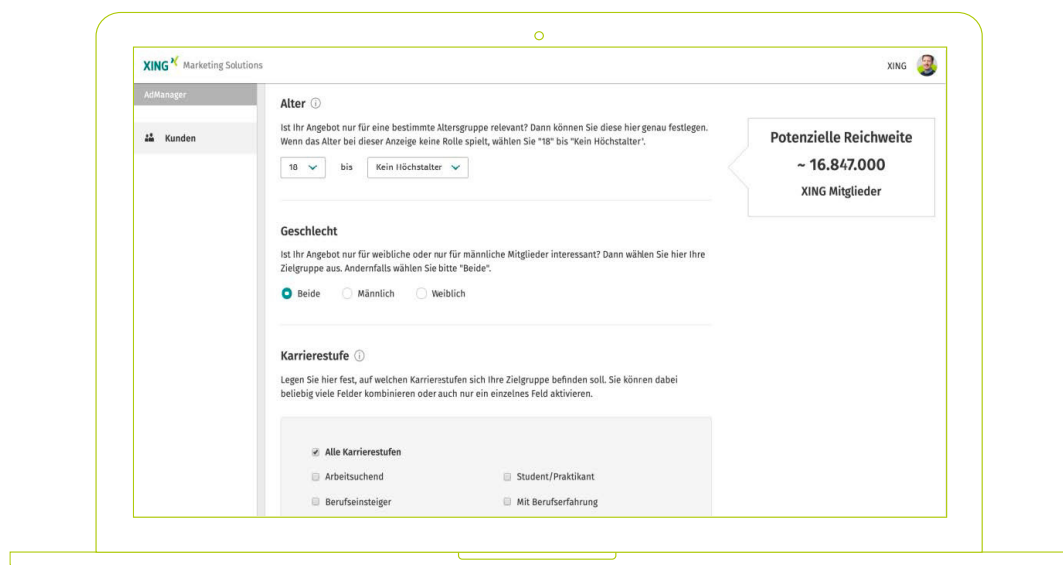 XING Marketing Solutions
XING
AdManager
Kunden
Alter
Ist Ihr Angebot nur für eine bestimmte Altersgruppe relevant? Dann können Sie diese hier genau festlegen.
Wenn das Alter bei dieser Anzeige keine Rolle spielt, wählen Sie "18" bis "Kein Höchstalter".
18 bis Kein Höchstalter
Potenzielle Reichweite
~ 16.847.000
XING Mitglieder
Geschlecht
Ist Ihr Angebot nur für weibliche oder nur für männliche Mitglieder interessant? Dann wählen Sie hier Ihre
Zielgruppe aus. Andernfalls wählen Sie bitte "Beide".
Beide Männlich Weiblich
Karrierestufe
Legen Sie hier fest, auf welchen Karrierestufen sich Ihre Zielgruppe befinden soll. Sie können dabei
beliebig viele Felder kombinieren oder auch nur ein einzelnes Feld aktivieren.
Alle Karrierestufen
Arbeitsuchend Student/Praktikant
Berufseinsteiger Mit Berufserfahrung